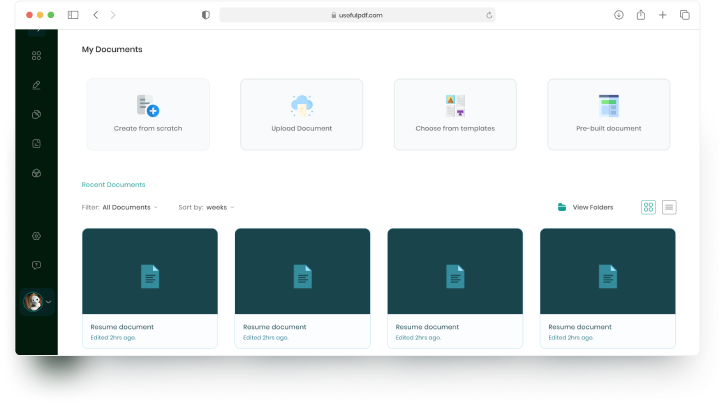 usefulpdf.com
My Documents
Create from scratch
Upload Document
Choose from templates
Pre-built document
Recent Documents
Filter: All Documents
Sort by: weeks
View Folders
Resume document
Edited 2hrs ago.
Resume document
Edited 2hrs ago.
Resume document
Edited 2hrs ago.
Resume document
Edited 2hrs ago.